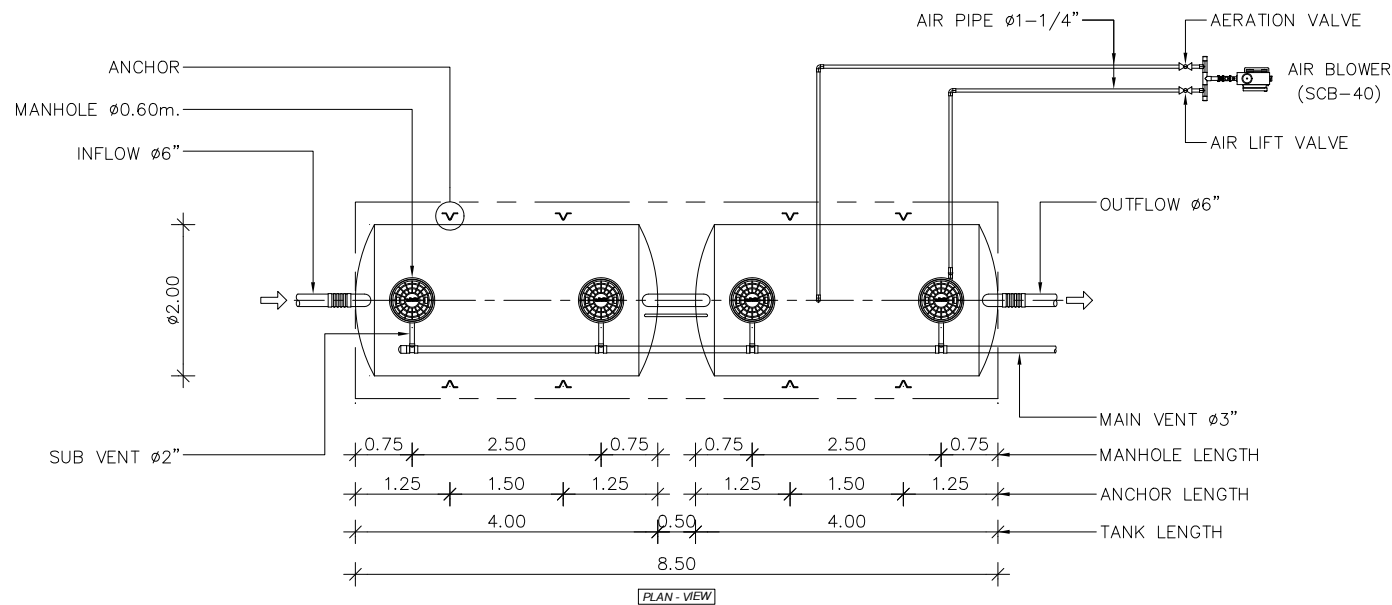 AIR PIPE ø1-1/4"
AERATION VALVE
ANCHOR
AIR BLOWER
(SCB-40)
MANHOLE ø0.60m.
INFLOW ø6"
AIR LIFT VALVE
OUTFLOW ø6"
ø2.00
MAIN VENT ø3"
SUB VENT ø2"
0.75 2.50 0.75 0.75 2.50 0.75 MANHOLE LENGTH
1.25 1.50 1.25 1.25 1.50 1.25 ANCHOR LENGTH
4.00 0.50 4.00 TANK LENGTH
8.50
PLAN - VIEW